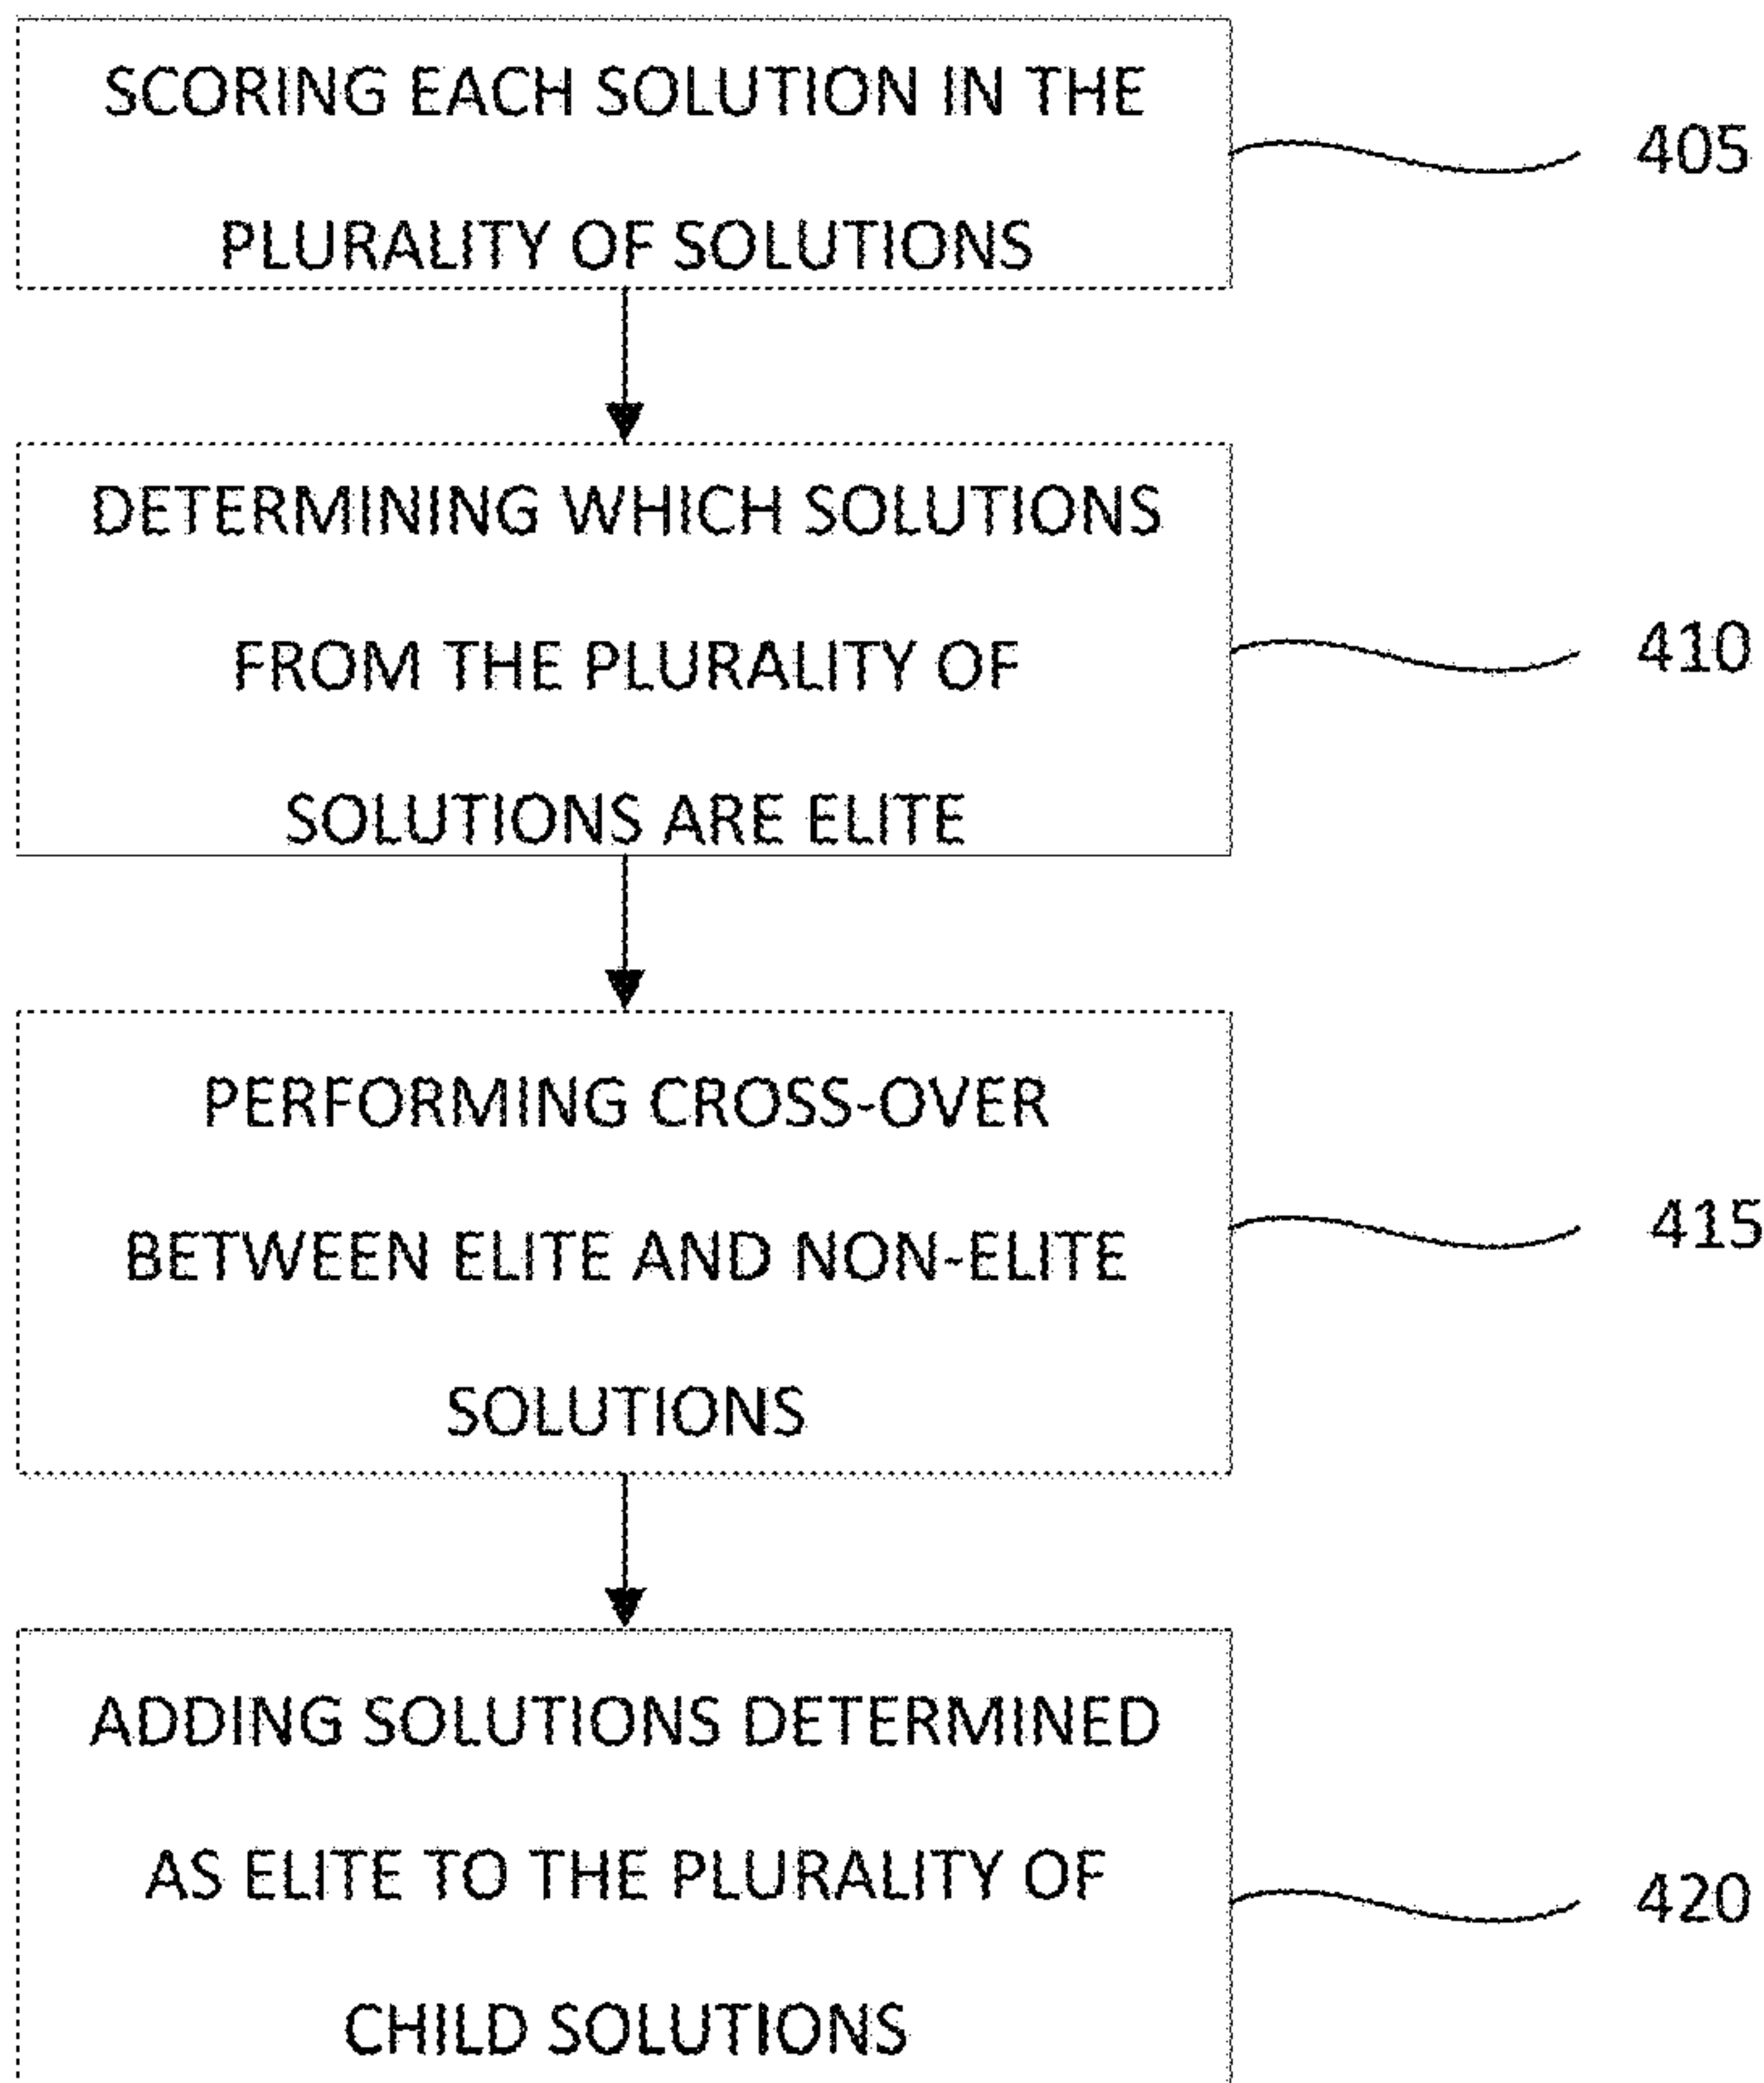 SCORING EACH SOLUTION IN THE
PLURALITY OF SOLUTIONS
405
DETERMINING WHICH SOLUTIONS
FROM THE PLURALITY OF
SOLUTIONS ARE ELITE
410
PERFORMING CROSS-OVER
BETWEEN ELITE AND NON-ELITE
SOLUTIONS
415
ADDING SOLUTIONS DETERMINED
AS ELITE TO THE PLURALITY OF
CHILD SOLUTIONS
420